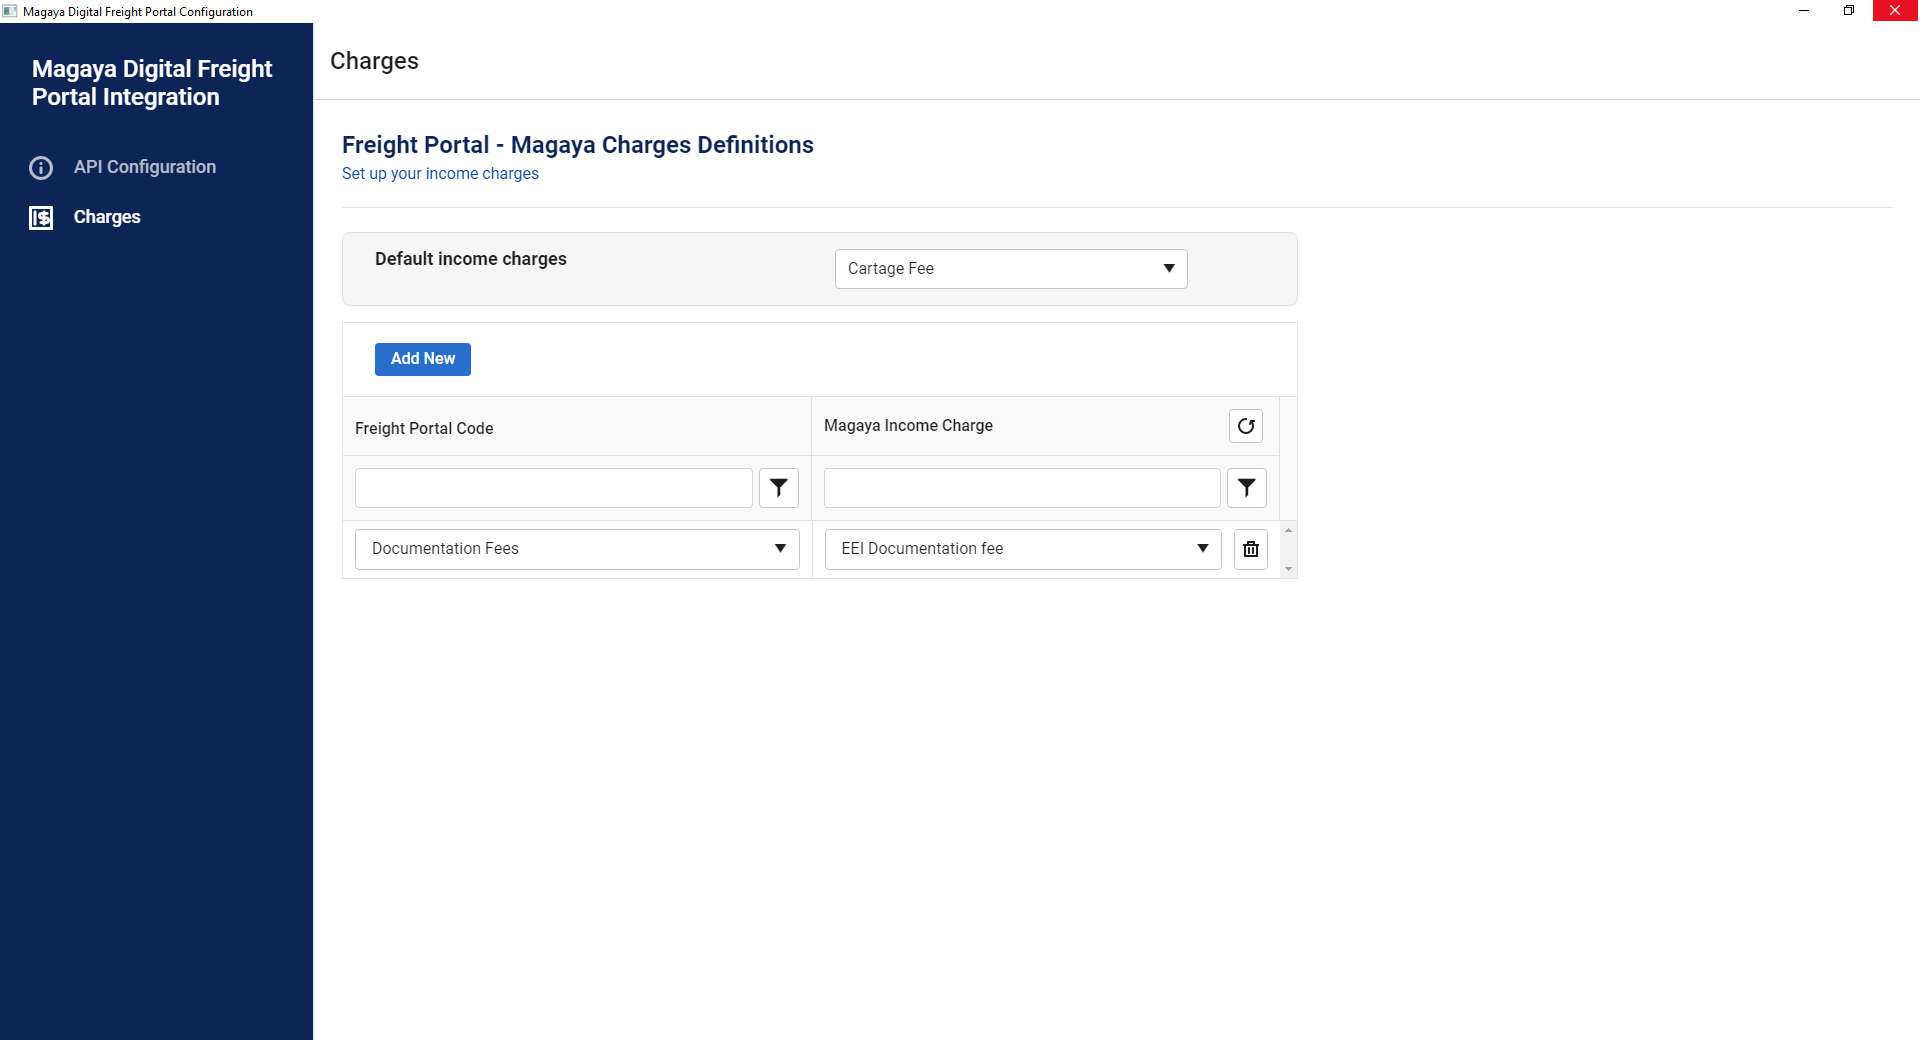 Magaya Digital Freight Portal Configuration
Magaya Digital Freight
Portal Integration
API Configuration
Charges
Charges
Freight Portal - Magaya Charges Definitions
Set up your income charges
Default income charges
Cartage Fee
Add New
Freight Portal Code
Magaya Income Charge
Documentation Fees
EEI Documentation fee